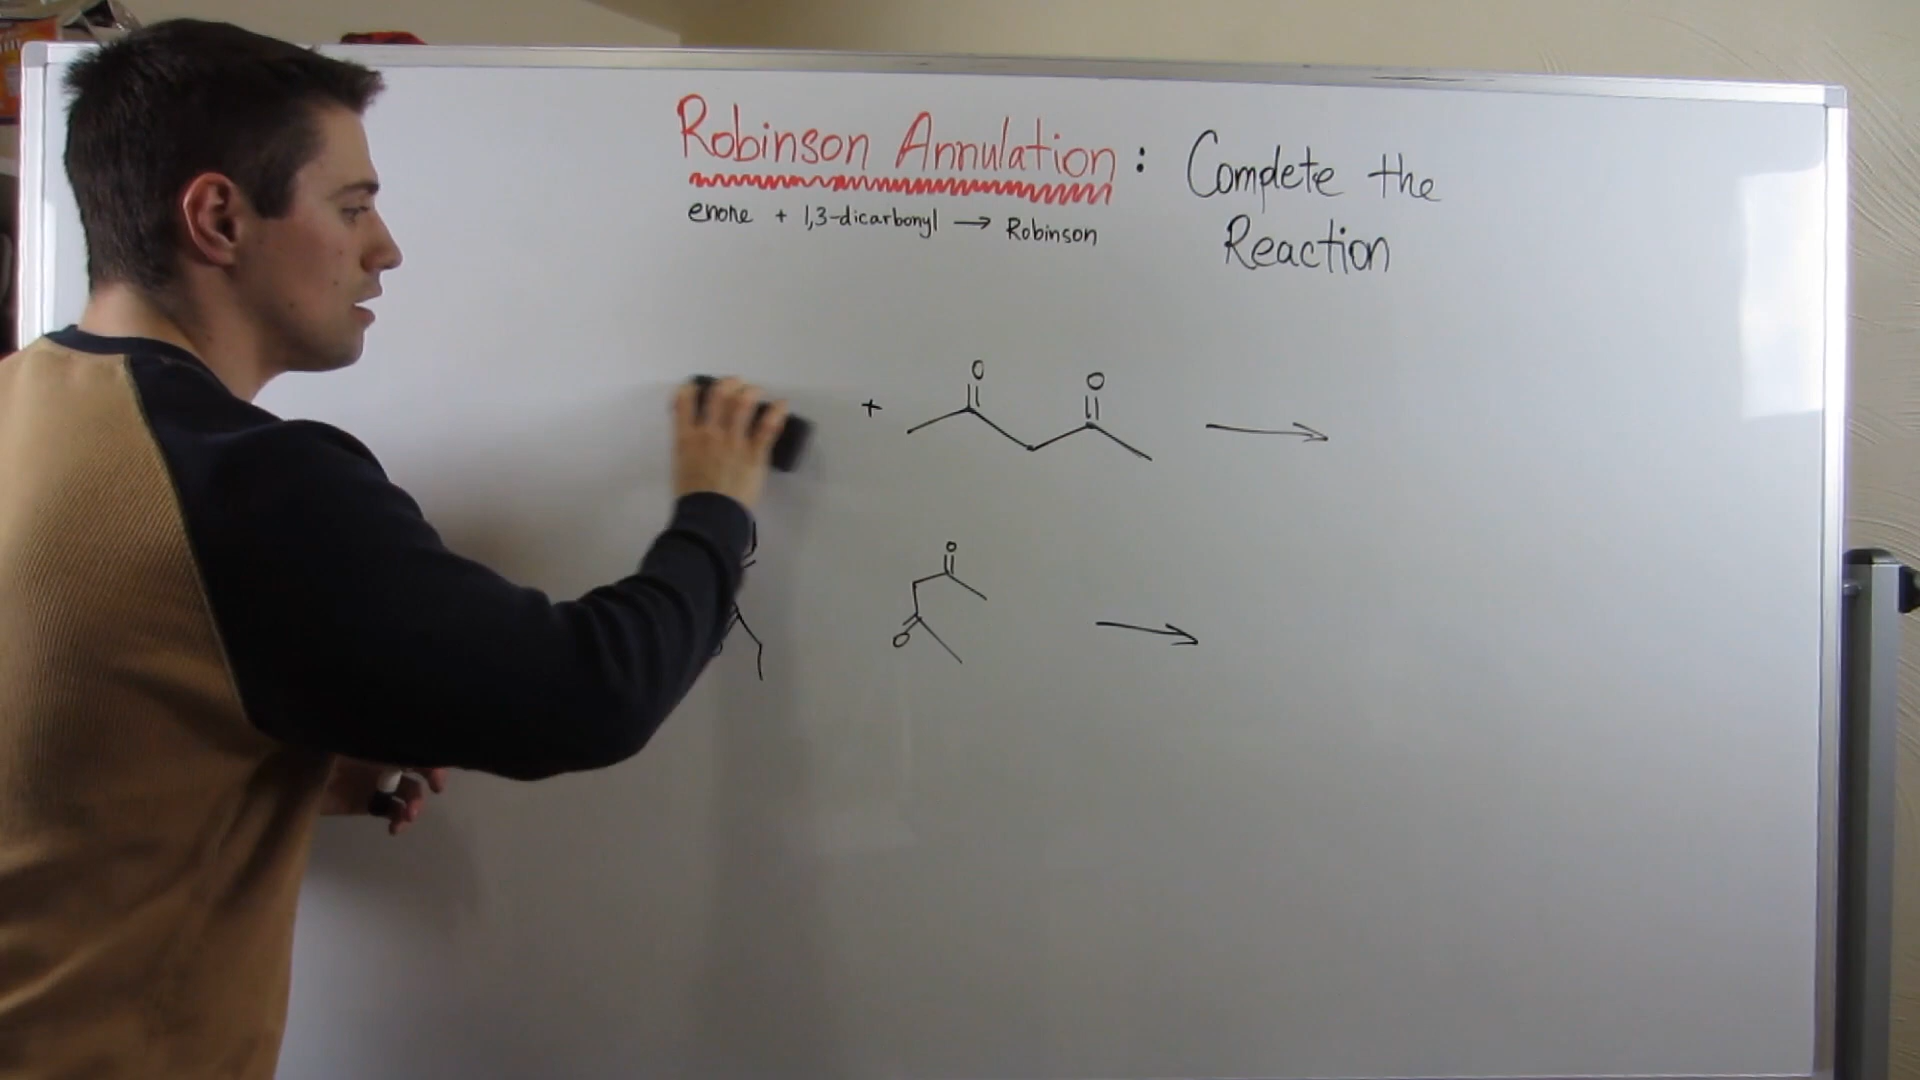 Robinson Annulation : Complete the
Reaction
enone + 1,3-dicarbonyl → Robinson
O
O
+
O
O